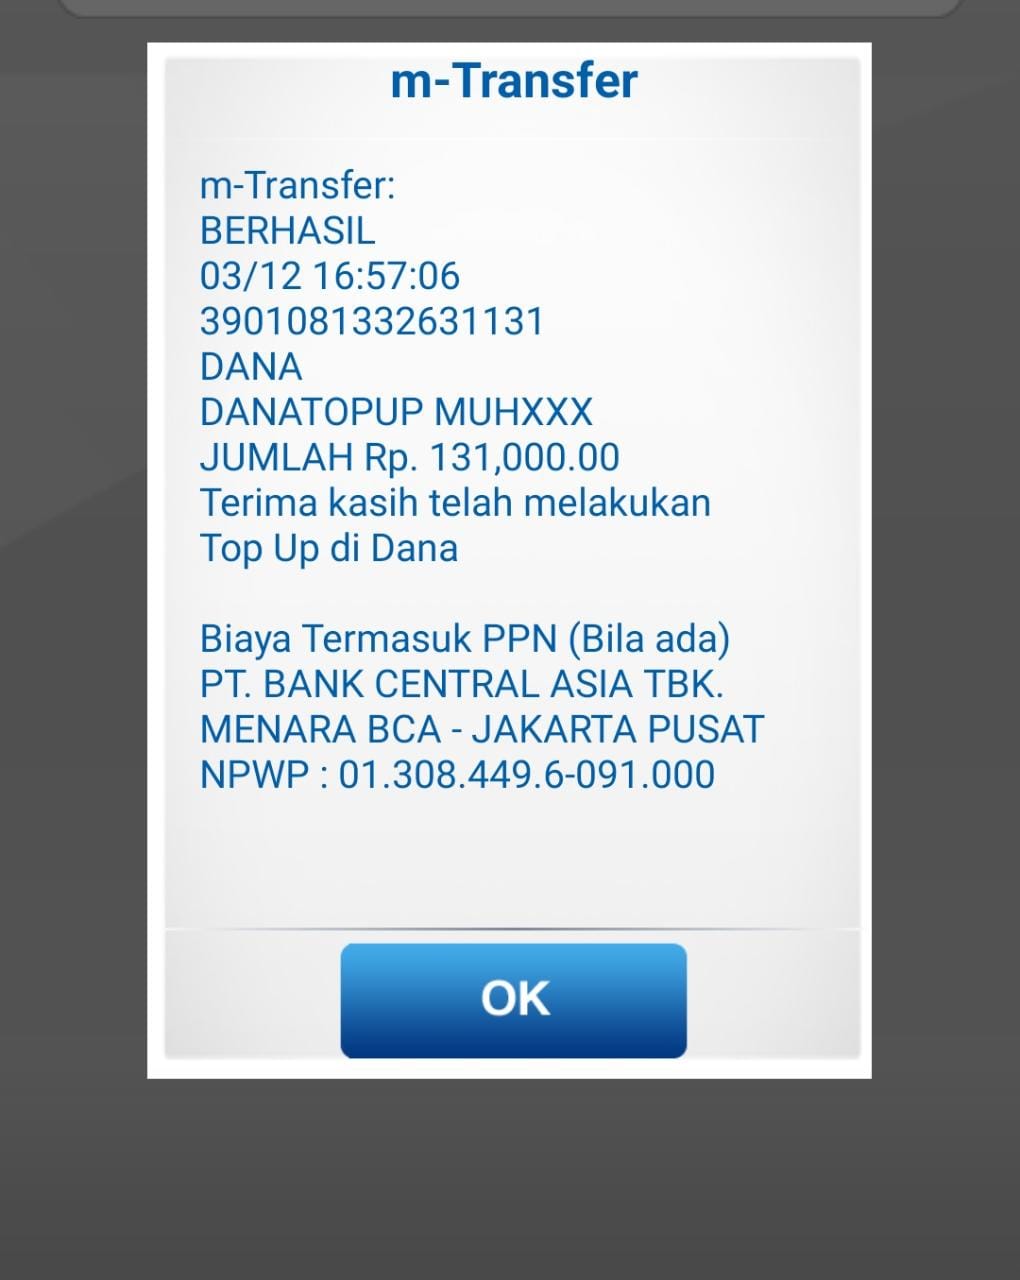 m-Transfer
m-Transfer:
BERHASIL
03/12 16:57:06
3901081332631131
DANA
DANATOPUP MUHXXX
JUMLAH Rp. 131,000.00
Terima kasih telah melakukan
Top Up di Dana
Biaya Termasuk PPN (Bila ada)
PT. BANK CENTRAL ASIA TBK.
MENARA BCA - JAKARTA PUSAT
NPWP : 01.308.449.6-091.000
OK